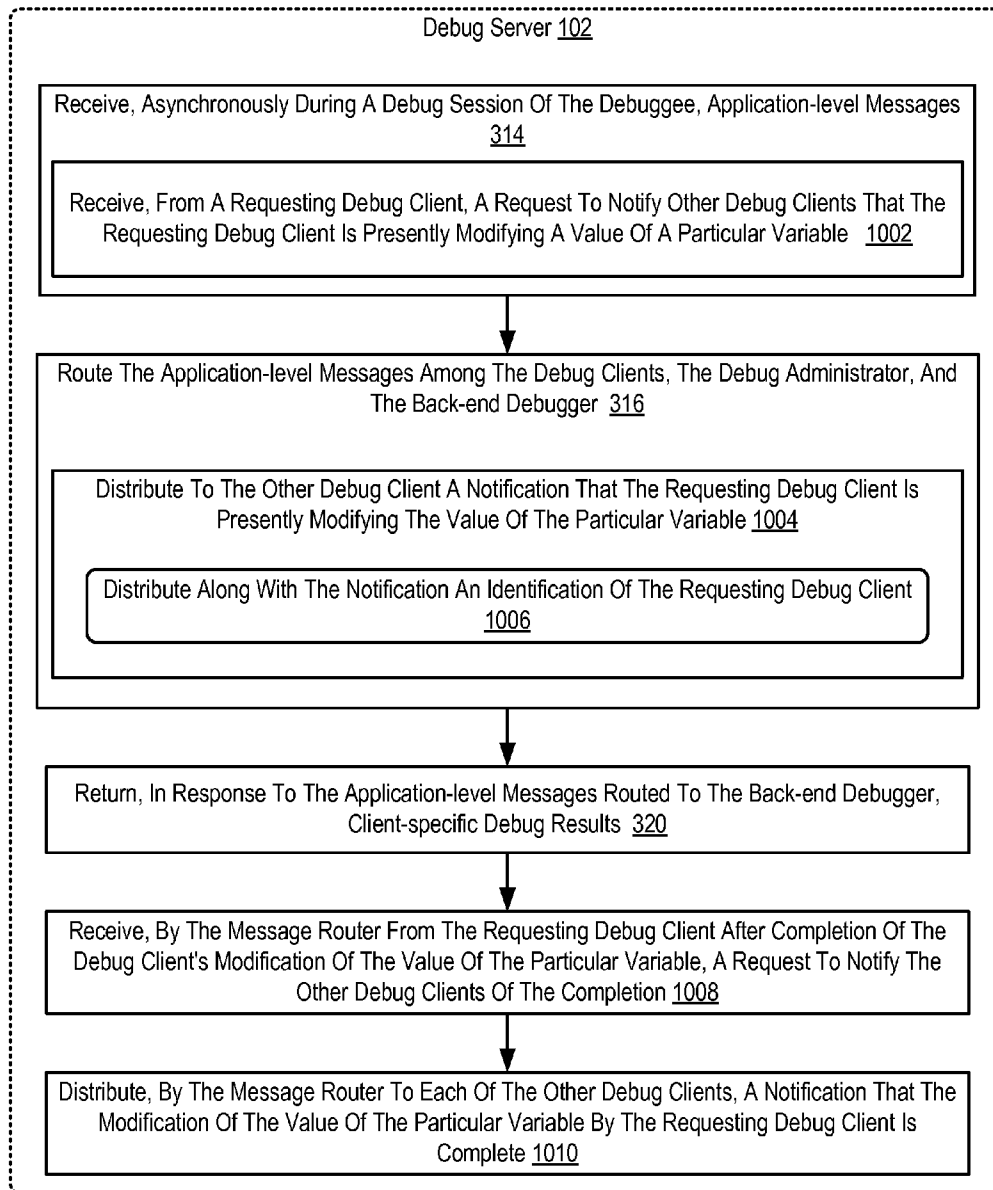 Debug Server 102
Receive, Asynchronously During A Debug Session Of The Debuggee, Application-level Messages
314
Receive, From A Requesting Debug Client, A Request To Notify Other Debug Clients That The
Requesting Debug Client Is Presently Modifying A Value Of A Particular Variable 1002
Route The Application-level Messages Among The Debug Clients, The Debug Administrator, And
The Back-end Debugger 316
Distribute To The Other Debug Client A Notification That The Requesting Debug Client Is
Presently Modifying The Value Of The Particular Variable 1004
Distribute Along With The Notification An Identification Of The Requesting Debug Client
1006
Return, In Response To The Application-level Messages Routed To The Back-end Debugger,
Client-specific Debug Results 320
Receive, By The Message Router From The Requesting Debug Client After Completion Of The
Debug Client's Modification Of The Value Of The Particular Variable, A Request To Notify The
Other Debug Clients Of The Completion 1008
Distribute, By The Message Router To Each Of The Other Debug Clients, A Notification That The
Modification Of The Value Of The Particular Variable By The Requesting Debug Client Is
Complete 1010